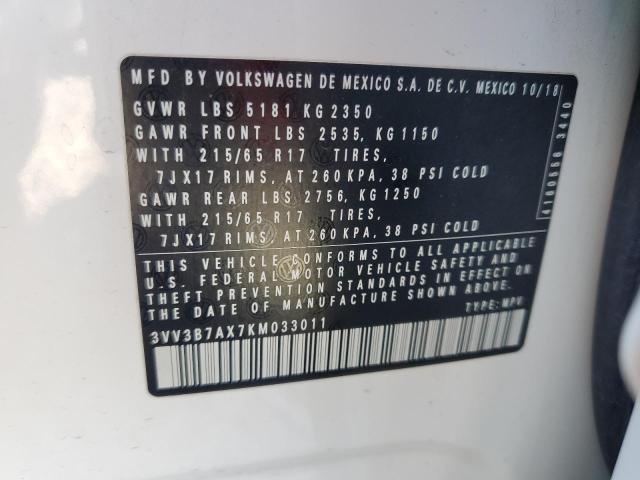 MFD BY VOLKSWAGEN DE MEXICO S.A. DE C.V. MEXICO 10/18
GVWR LBS 5181 KG 2350
GAWR FRONT LBS 2535, KG 1150
WITH 215/65 R17 TIRES,
7JX17 RIMS, AT 260 KPA, 38 PSI COLD
GAWR REAR LBS 2756, KG 1250
WITH 215/65 R17 TIRES,
7JX17 RIMS, AT 260 KPA, 38 PSI COLD
THIS VEHICLE CONFORMS TO ALL APPLICABLE
U.S. FEDERAL MOTOR VEHICLE SAFETY AND
THEFT PREVENTION STANDARDS IN EFFECT ON
THE DATE OF MANUFACTURE SHOWN ABOVE.
3VV3B7AX7KM033011 TYPE: MPV
4180558 3440